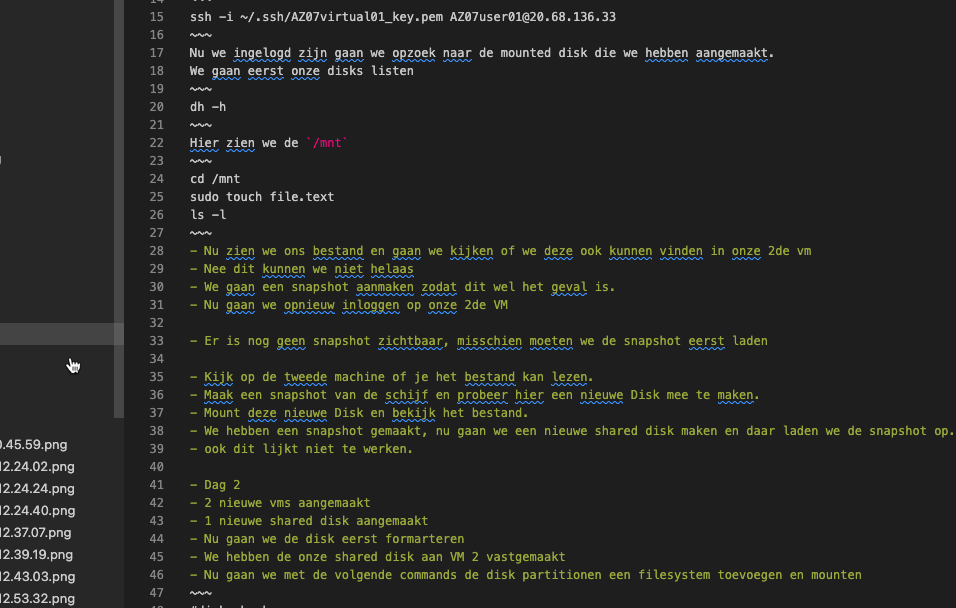 ~~~
ssh -i ~/.ssh/AZ07virtual01_key.pem AZ07user01@20.68.136.33
~~~
Nu we ingelogd zijn gaan we opzoek naar de mounted disk die we hebben aangemaakt.
We gaan eerst onze disks listen
~~~
dh -h
~~~
Hier zien we de `/mnt`
~~~
cd /mnt
sudo touch file.text
ls -l
~~~
- Nu zien we ons bestand en gaan we kijken of we deze ook kunnen vinden in onze 2de vm
- Nee dit kunnen we niet helaas
- We gaan een snapshot aanmaken zodat dit wel het geval is.
- Nu gaan we opnieuw inloggen op onze 2de VM
- Er is nog geen snapshot zichtbaar, misschien moeten we de snapshot eerst laden
- Kijk op de tweede machine of je het bestand kan lezen.
- Maak een snapshot van de schijf en probeer hier een nieuwe Disk mee te maken.
- Mount deze nieuwe Disk en bekijk het bestand.
- We hebben een snapshot gemaakt, nu gaan we een nieuwe shared disk maken en daar laden we de snapshot op.
- ook dit lijkt niet te werken.
- Dag 2
- 2 nieuwe vms aangemaakt
- 1 nieuwe shared disk aangemaakt
- Nu gaan we de disk eerst formarteren
- We hebben de onze shared disk aan VM 2 vastgemaakt
- Nu gaan we met de volgende commands de disk partitionen een filesystem toevoegen en mounten
~~~
15
16
17
18
19
20
21
22
23
24
25
26
27
28
29
30
31
32
33
34
35
36
37
38
39
40
41
42
43
44
45
46
47
.45.59.png
12.24.02.png
12.24.24.png
12.24.40.png
12.37.07.png
12.39.19.png
12.43.03.png
12.53.32.png